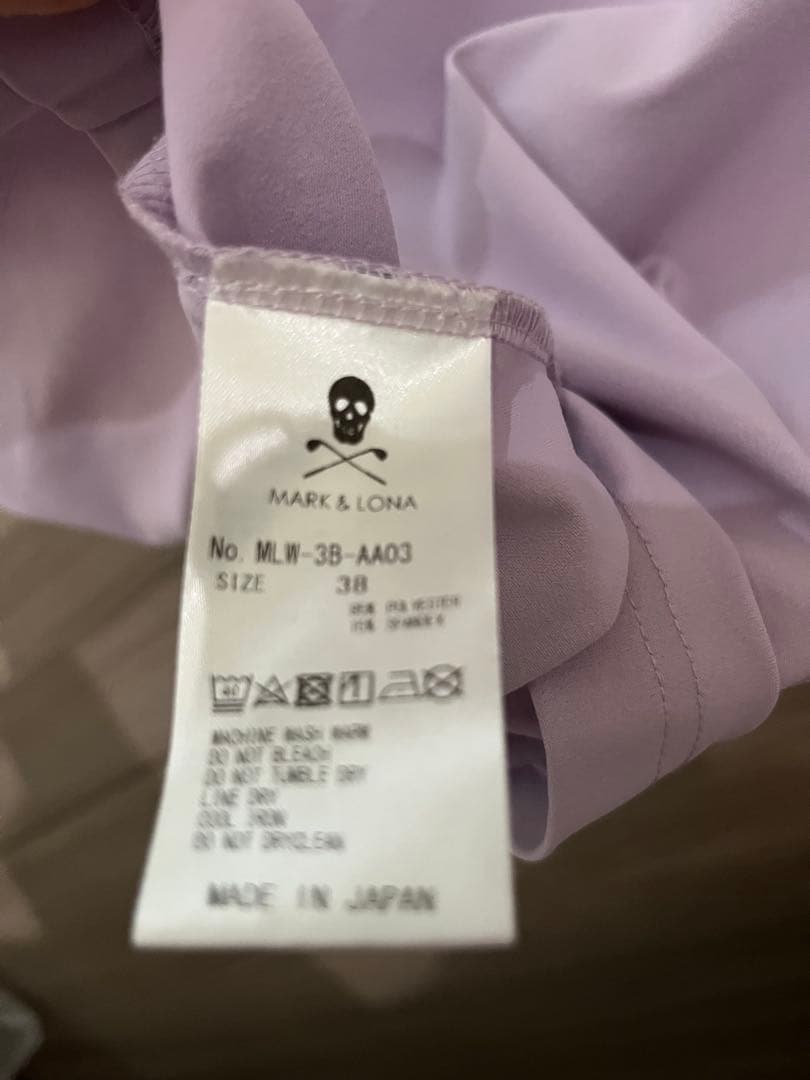 MARK & LONA
No. MLW-3B-AA03
SIZE 38
40
MACHINE WASH WARM
DO NOT BLEACH
DO NOT TUMBLE DRY
LINE DRY
COOL IRON
DO NOT DRYCLEAN
MADE IN JAPAN